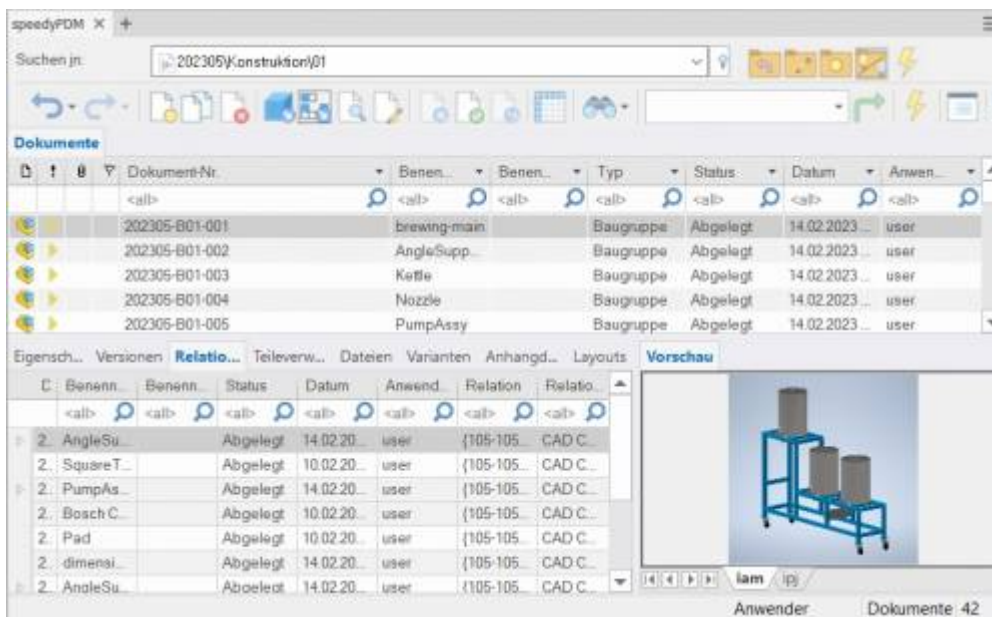 speedyPDM × +
Suchen in: 202305\Konstruktion\01
Dokumente
Dokument-Nr. Benen... Benen... Typ Status Datum Anwen...
<all> <all> <all> <all> <all> <all> <all>
202305-B01-001 brewing-main Baugruppe Abgelegt 14.02.2023 ... user
202305-B01-002 AngleSupp... Baugruppe Abgelegt 14.02.2023 ... user
202305-B01-003 Kettle Baugruppe Abgelegt 14.02.2023 ... user
202305-B01-004 Nozzle Baugruppe Abgelegt 14.02.2023 ... user
202305-B01-005 PumpAssy Baugruppe Abgelegt 14.02.2023 ... user
Eigensch... Versionen Relatio... Teileverw... Dateien Varianten Anhangd... Layouts Vorschau
Benenn... Benenn... Status Datum Anwend... Relation Relatio...
<all> <all> <all> <all> <all> <all> <all>
2... AngleSu... Abgelegt 14.02.20... user {105-105... CAD C...
2... SquareT... Abgelegt 10.02.20... user {105-105... CAD C...
2... PumpAs... Abgelegt 14.02.20... user {105-105... CAD C...
2... Bosch C... Abgelegt 10.02.20... user {105-105... CAD C...
2... Pad Abgelegt 10.02.20... user {105-105... CAD C...
2... dimensi... Abgelegt 14.02.20... user {105-105... CAD C...
2... AngleSu... Abgelegt 14.02.20... user {105-105... CAD C...
iam ipj
Anwender Dokumente 42